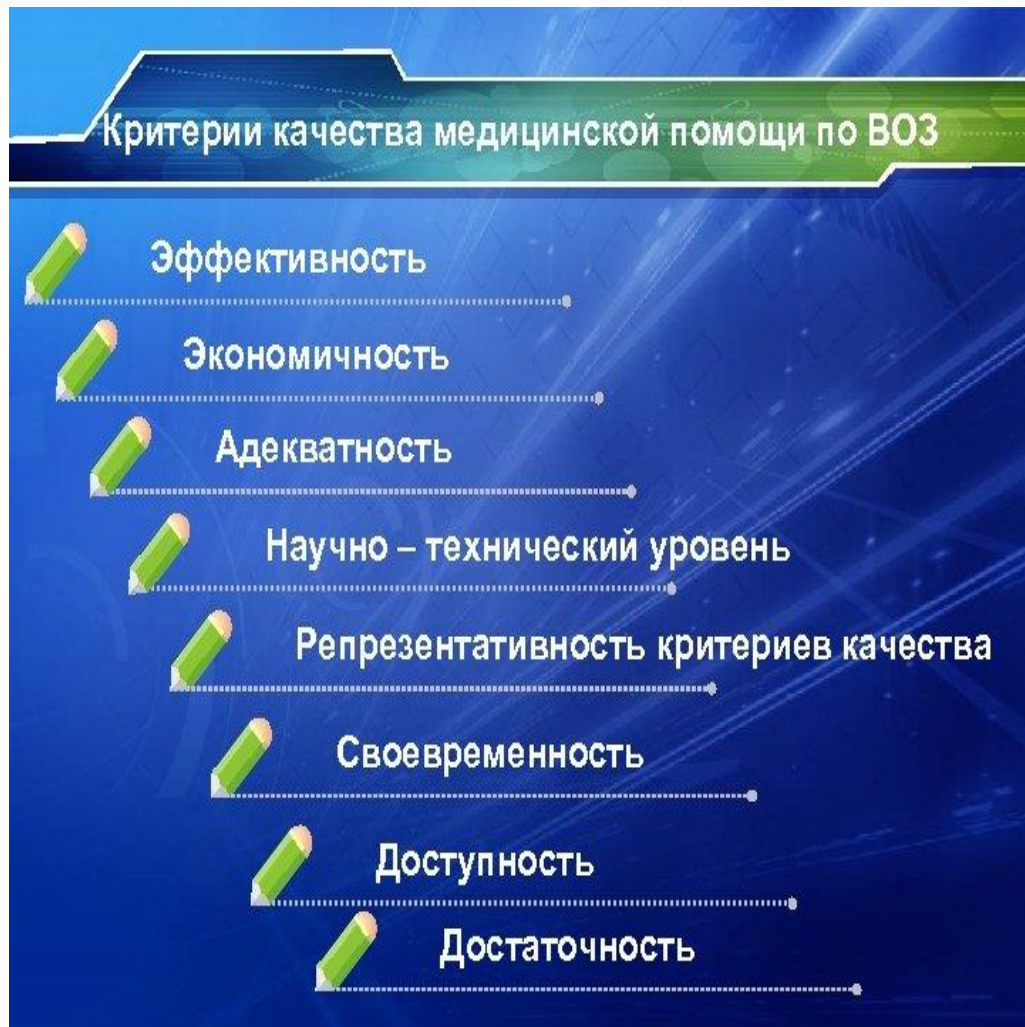 Критерии качества медицинской помощи по ВОЗ
Эффективность
Экономичность
Адекватность
Научно – технический уровень
Репрезентативность критериев качества
Своевременность
Доступность
Достаточность